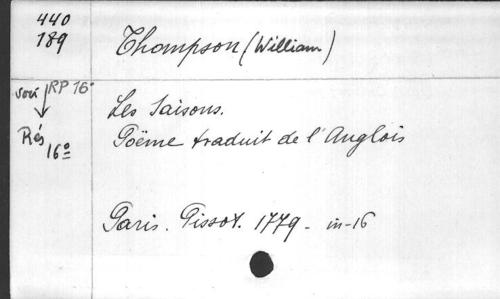 440
189
Thompson (William)
voir RP 16°
Rés
16°
Les Saisons.
Poëme traduit de l'Anglois
Paris. Pissot. 1779 - in-16